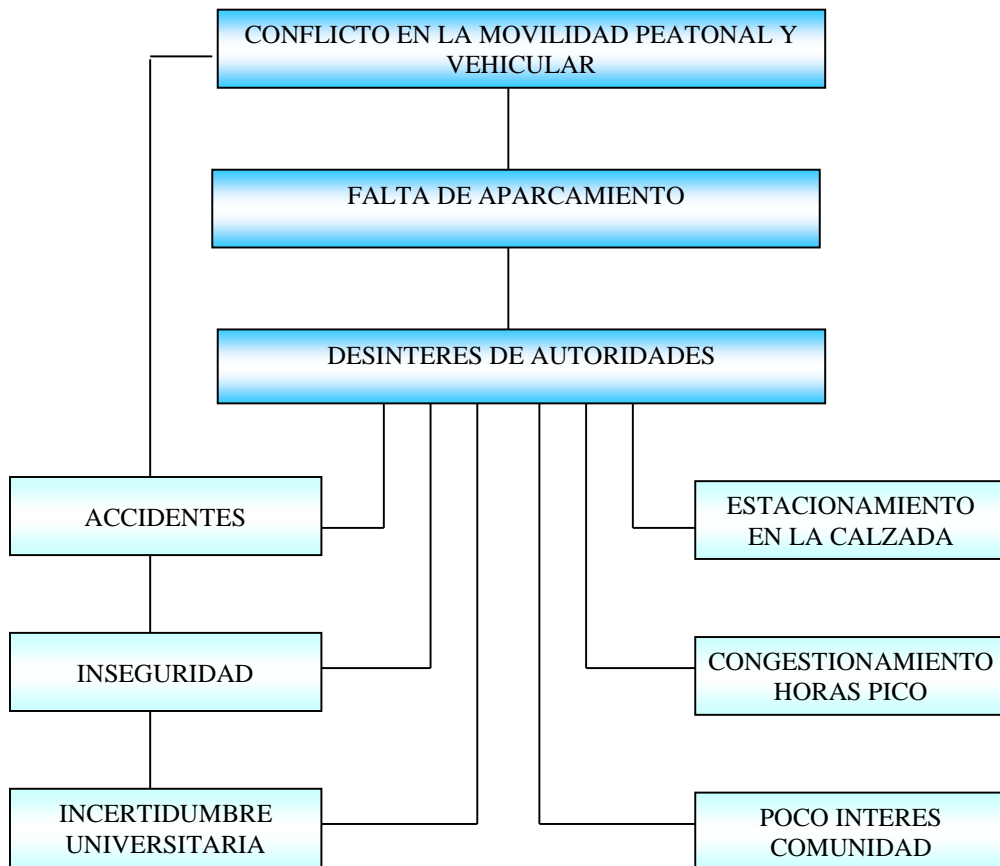 CONFLICTO EN LA MOVILIDAD PEATONAL Y
VEHICULAR
FALTA DE APARCAMIENTO
DESINTERES DE AUTORIDADES
ACCIDENTES
ESTACIONAMIENTO
EN LA CALZADA
INSEGURIDAD
CONGESTIONAMIENTO
HORAS PICO
INCERTIDUMBRE
UNIVERSITARIA
POCO INTERES
COMUNIDAD